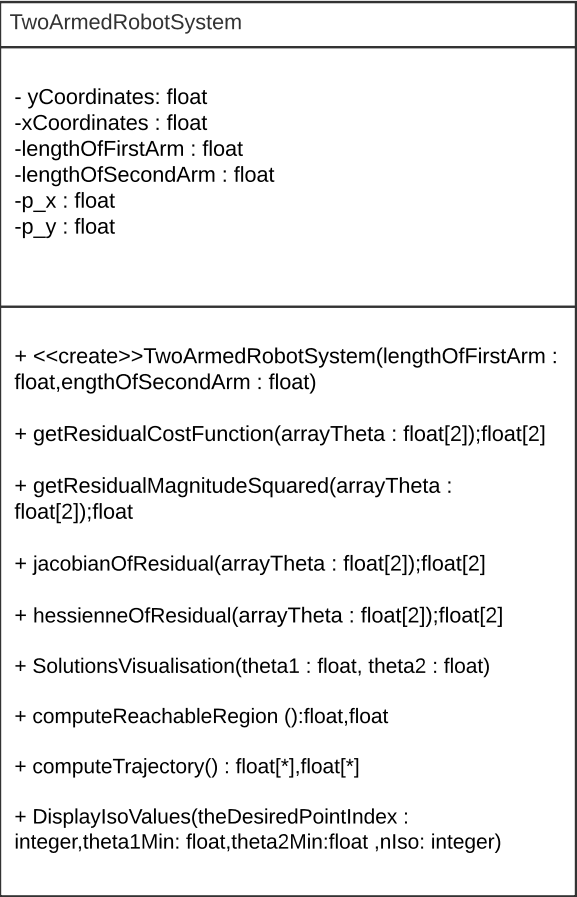 TwoArmedRobotSystem
- yCoordinates: float
-xCoordinates : float
-lengthOfFirstArm : float
-lengthOfSecondArm : float
-p_x : float
-p_y : float
+ <<create>>TwoArmedRobotSystem(lengthOfFirstArm :
float,engthOfSecondArm : float)
+ getResidualCostFunction(arrayTheta : float[2]);float[2]
+ getResidualMagnitudeSquared(arrayTheta :
float[2]);float
+ jacobianOfResidual(arrayTheta : float[2]);float[2]
+ hessienneOfResidual(arrayTheta : float[2]);float[2]
+ SolutionsVisualisation(theta1 : float, theta2 : float)
+ computeReachableRegion ():float,float
+ computeTrajectory() : float[*],float[*]
+ DisplayIsoValues(theDesiredPointIndex :
integer,theta1Min: float,theta2Min:float ,nIso: integer)